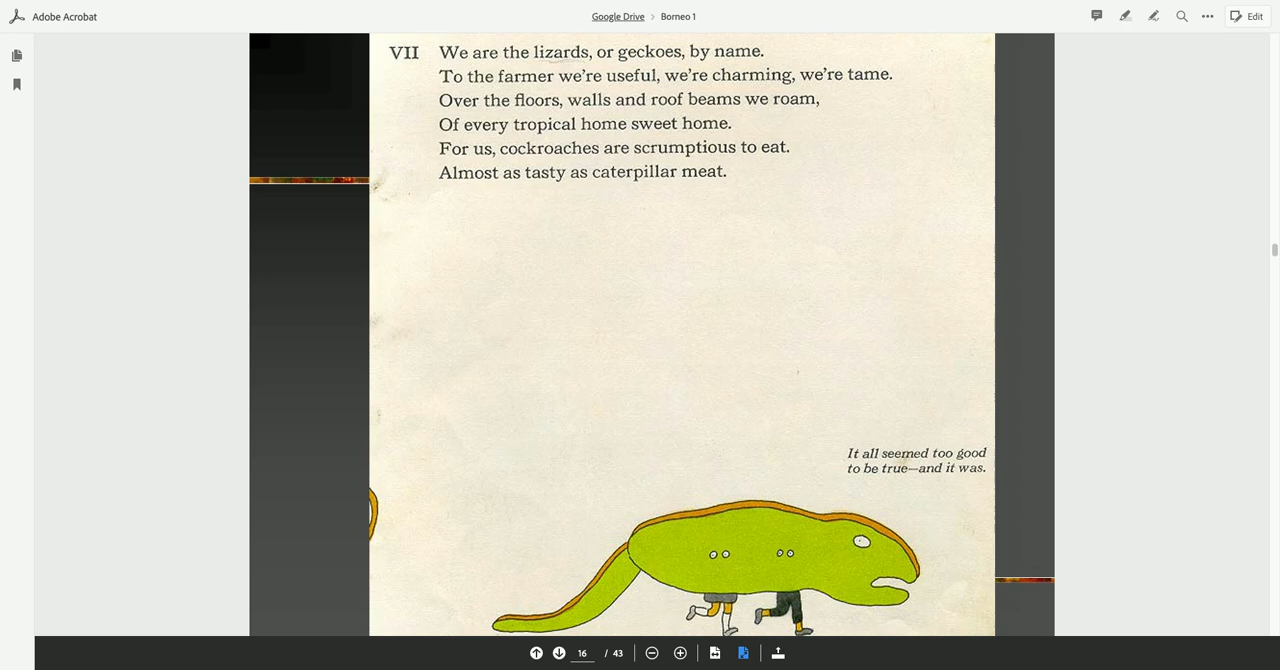 Adobe Acrobat
Google Drive > Borneo 1
Edit
VII We are the lizards, or geckoes, by name.
To the farmer we're useful, we're charming, we're tame.
Over the floors, walls and roof beams we roam,
Of every tropical home sweet home.
For us, cockroaches are scrumptious to eat.
Almost as tasty as caterpillar meat.
It all seemed too good
to be true—and it was.
16 / 43